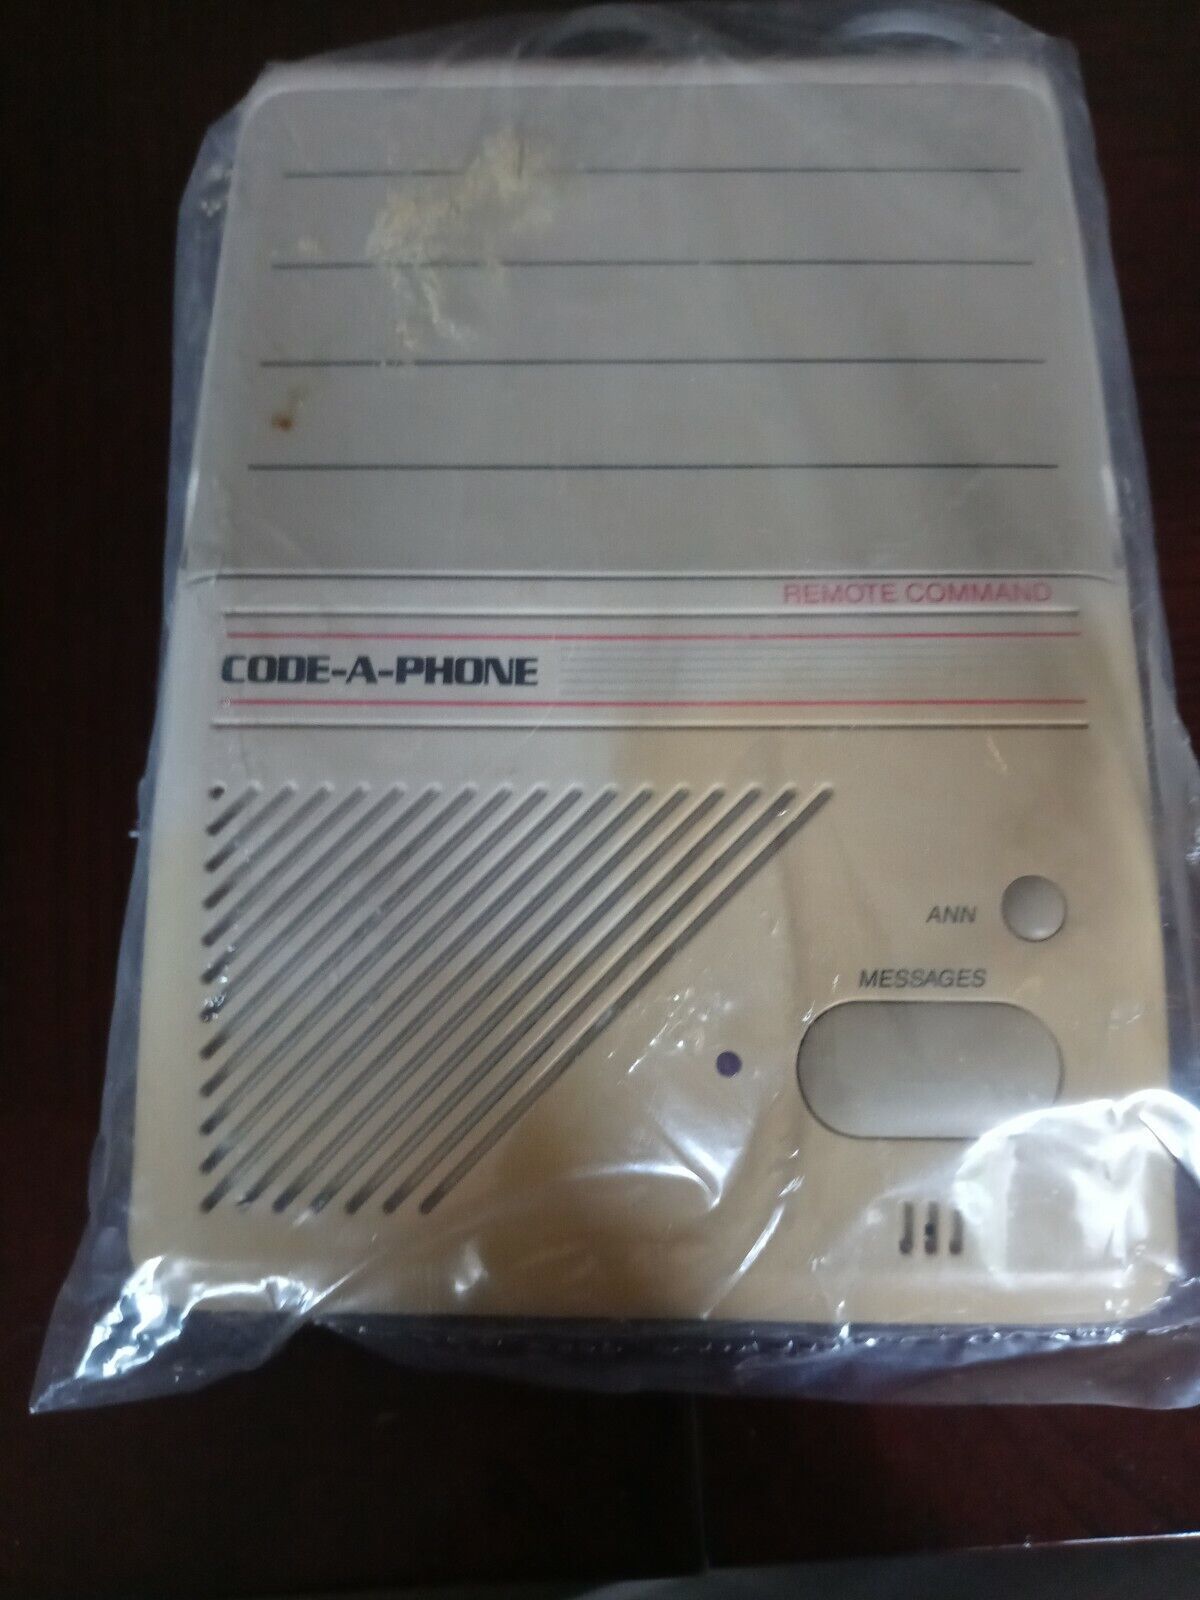 REMOTE COMMAND
CODE-A-PHONE
ANN
MESSAGES